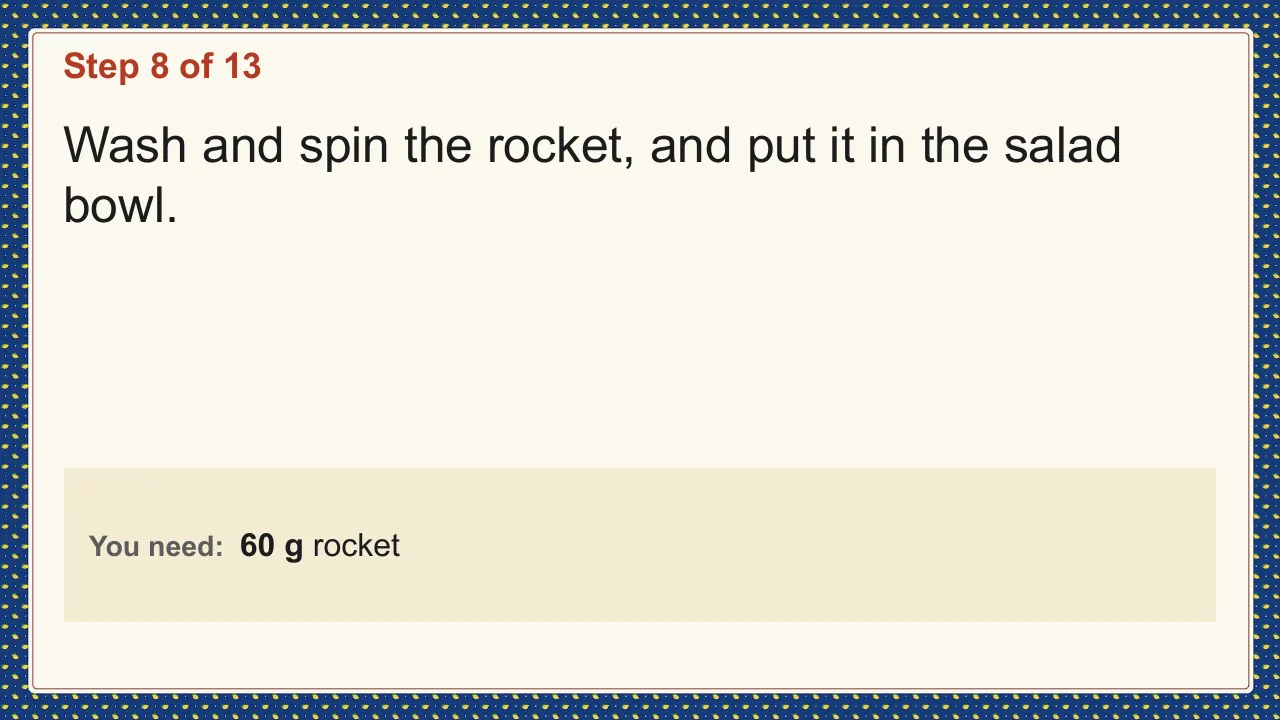 Step 8 of 13
Wash and spin the rocket, and put it in the salad
bowl.
You need: 60 g rocket